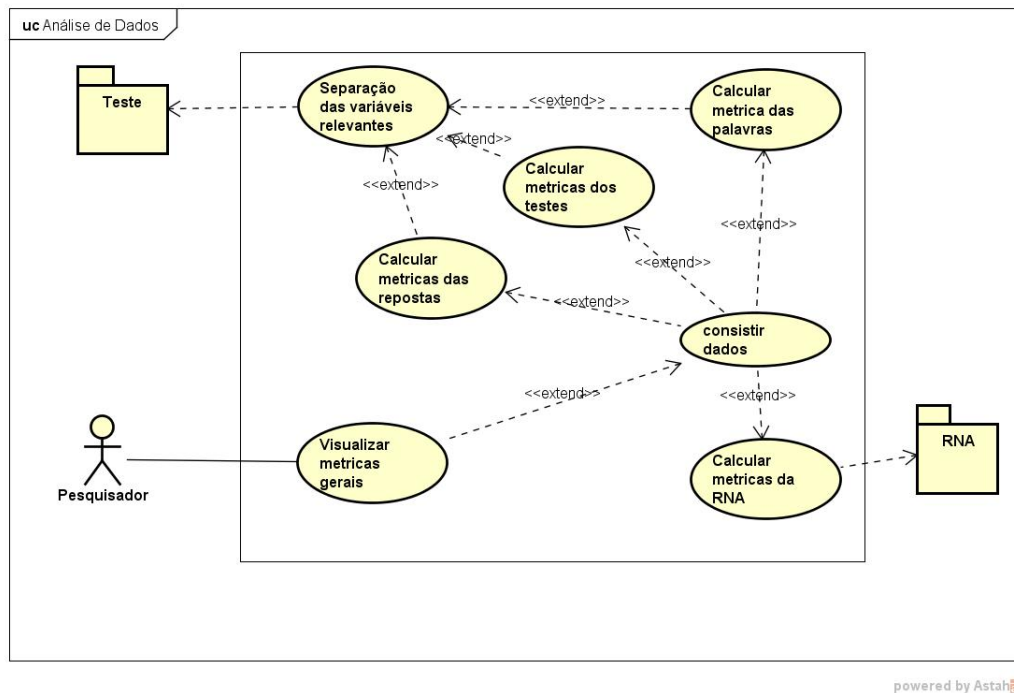 uc Análise de Dados
Teste
Separação
das variáveis
relevantes
<<extend>>
Calcular
metrica das
palavras
<<extend>>
Calcular
metricas dos
testes
<<extend>>
<<extend>>
<<extend>>
Calcular
metricas das
repostas
<<extend>>
consistir
dados
<<extend>>
<<extend>>
Visualizar
metricas
gerais
Calcular
metricas da
RNA
RNA
Pesquisador
powered by Astah